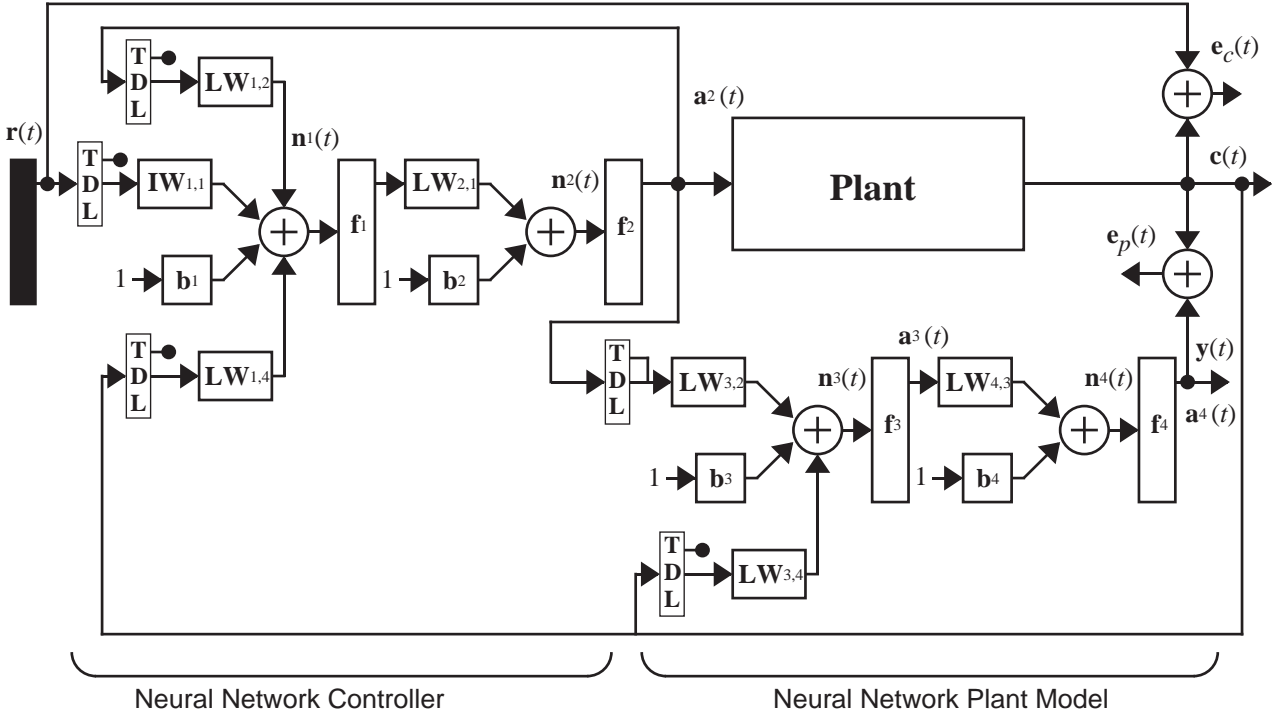 e_c(t)
T
D
L
LW1,2
a2(t)
r(t)
n1(t)
c(t)
T
D
L
IW1,1
LW2,1
n2(t)
Plant
f1
f2
e_p(t)
1
b1
1
b2
T
D
L
LW1,4
T
D
L
LW3,2
a3(t)
y(t)
n3(t)
LW4,3
n4(t)
a4(t)
f3
f4
1
b3
1
b4
T
D
L
LW3,4
Neural Network Controller
Neural Network Plant Model